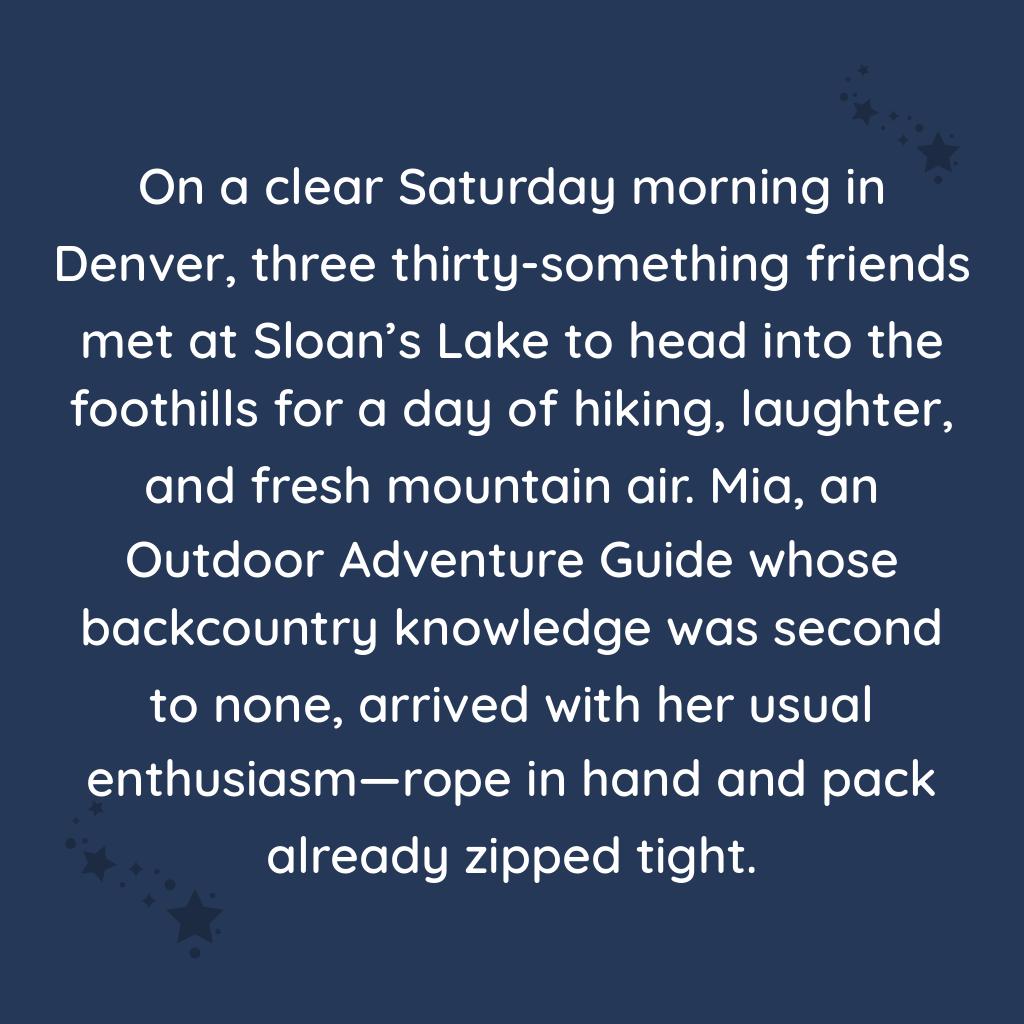 On a clear Saturday morning in
Denver, three thirty-something friends
met at Sloan’s Lake to head into the
foothills for a day of hiking, laughter,
and fresh mountain air. Mia, an
Outdoor Adventure Guide whose
backcountry knowledge was second
to none, arrived with her usual
enthusiasm—rope in hand and pack
already zipped tight.